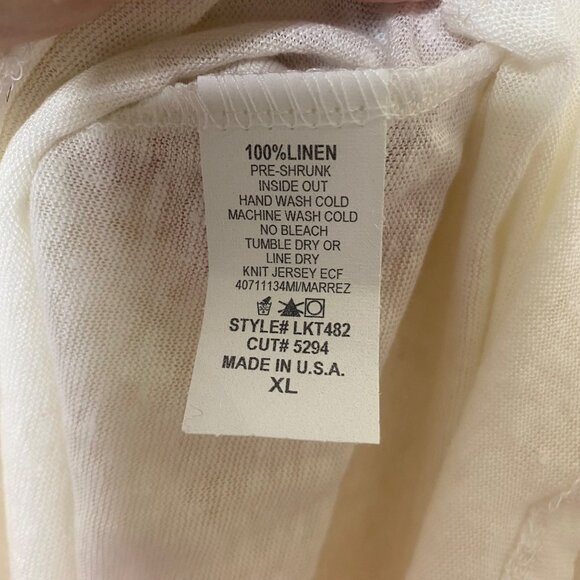 100%LINEN
PRE-SHRUNK
INSIDE OUT
HAND WASH COLD
MACHINE WASH COLD
NO BLEACH
TUMBLE DRY OR
LINE DRY
KNIT JERSEY ECF
40711134MI/MARREZ
STYLE# LKT482
CUT# 5294
MADE IN U.S.A.
XL